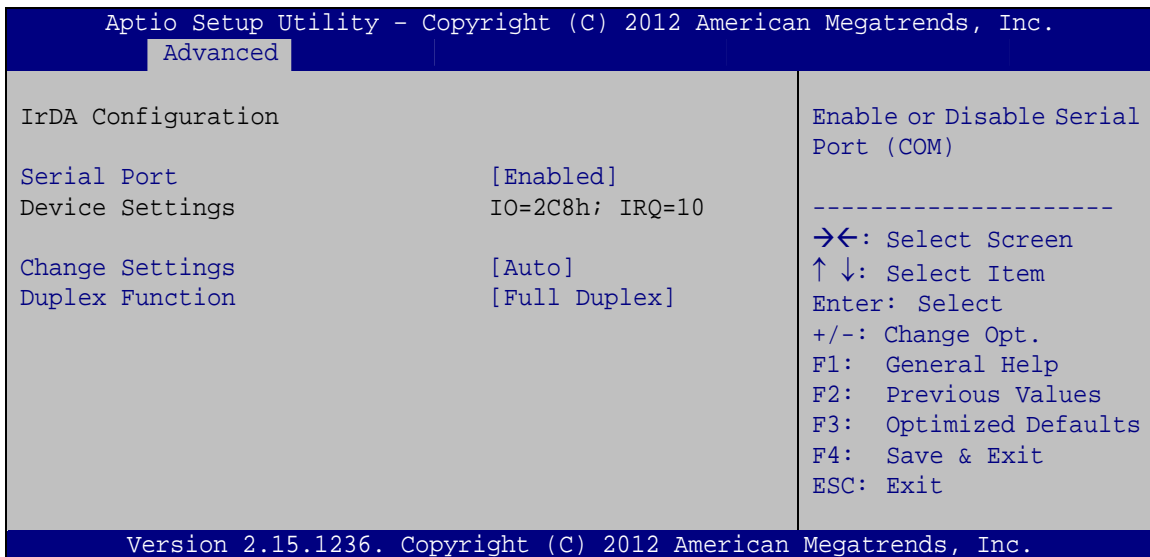 Aptio Setup Utility – Copyright (C) 2012 American Megatrends, Inc.
Advanced
IrDA Configuration
Serial Port [Enabled]
Device Settings IO=2C8h; IRQ=10
Change Settings [Auto]
Duplex Function [Full Duplex]
Enable or Disable Serial
Port (COM)
---------------------
→←: Select Screen
↑ ↓: Select Item
Enter: Select
+/-: Change Opt.
F1: General Help
F2: Previous Values
F3: Optimized Defaults
F4: Save & Exit
ESC: Exit
Version 2.15.1236. Copyright (C) 2012 American Megatrends, Inc.